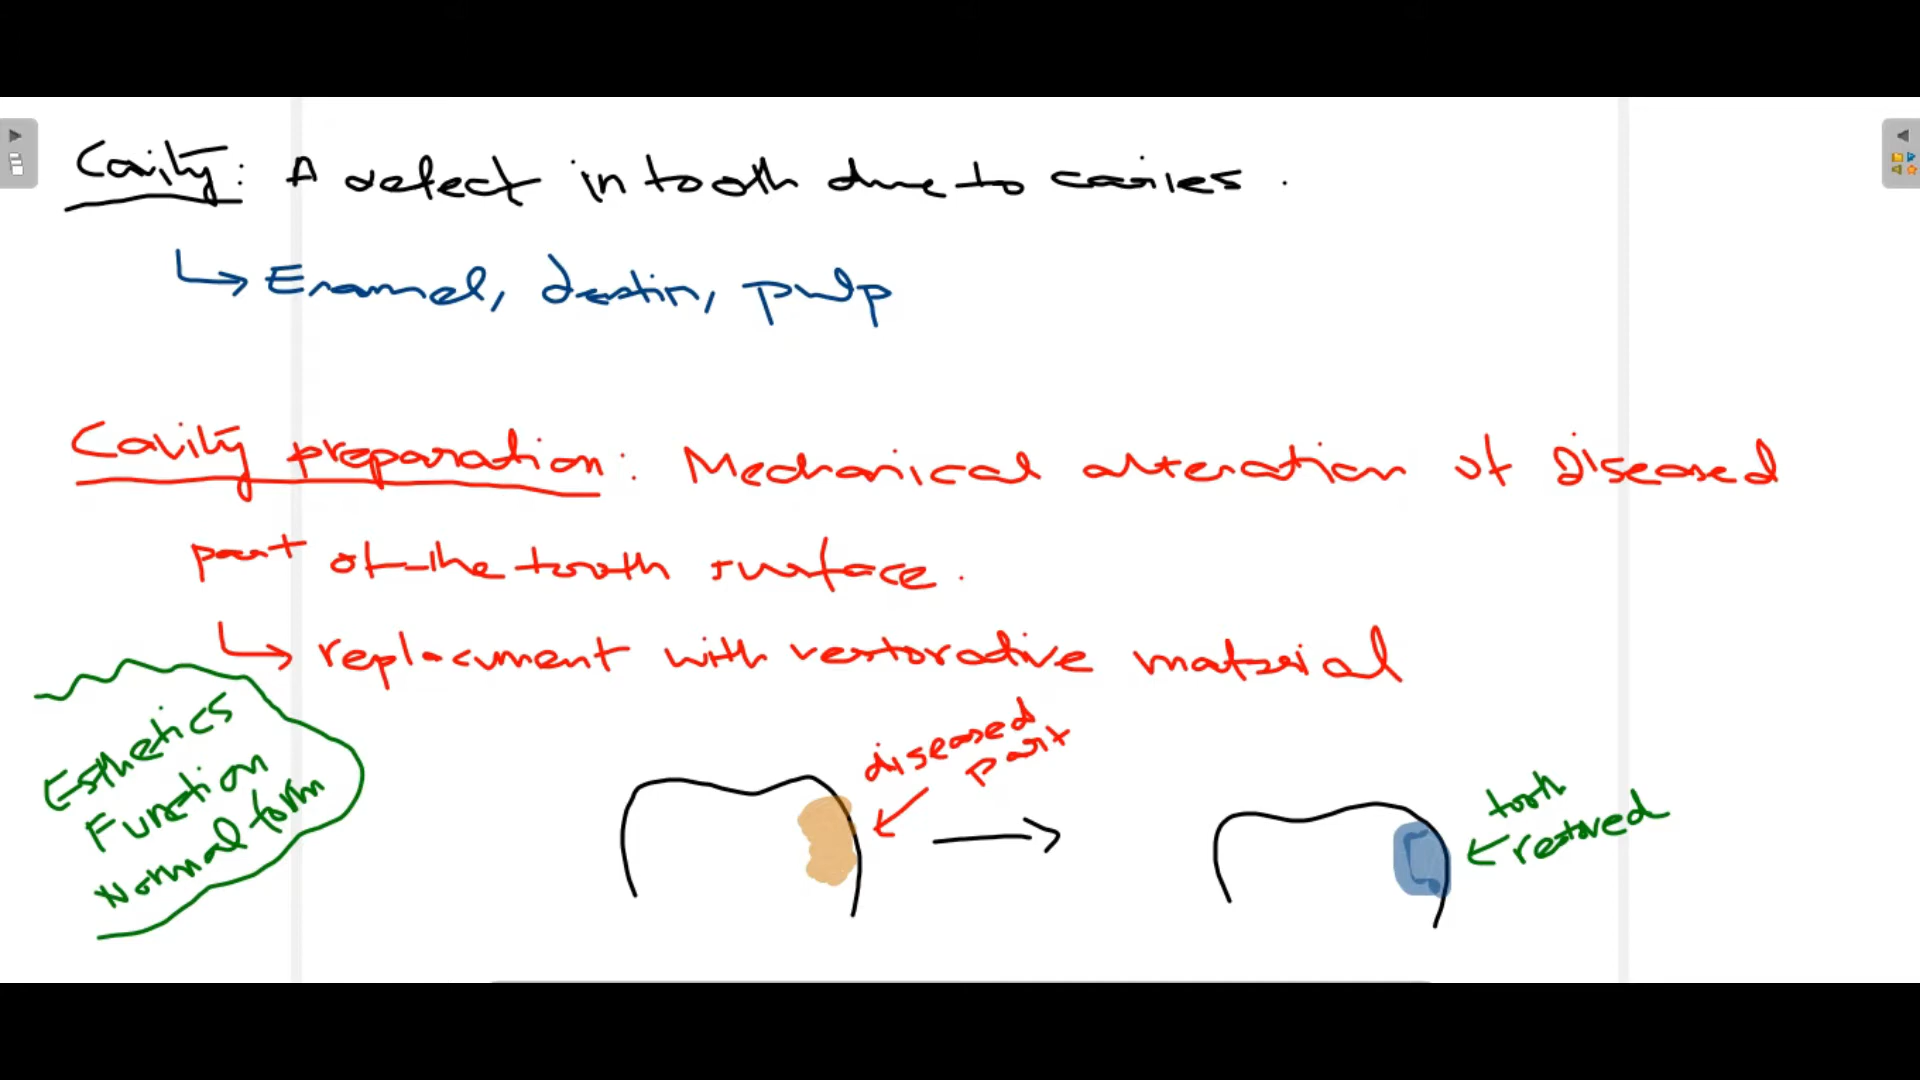 Cavity: A defect in tooth due to caries.
↳ Enamel, dentin, pulp
Cavity preparation: Mechanical alteration of diseased
part of the tooth surface.
↳ replacment with restorative material
Esthetics
Function
Normal form
diseased
part
tooth
restored